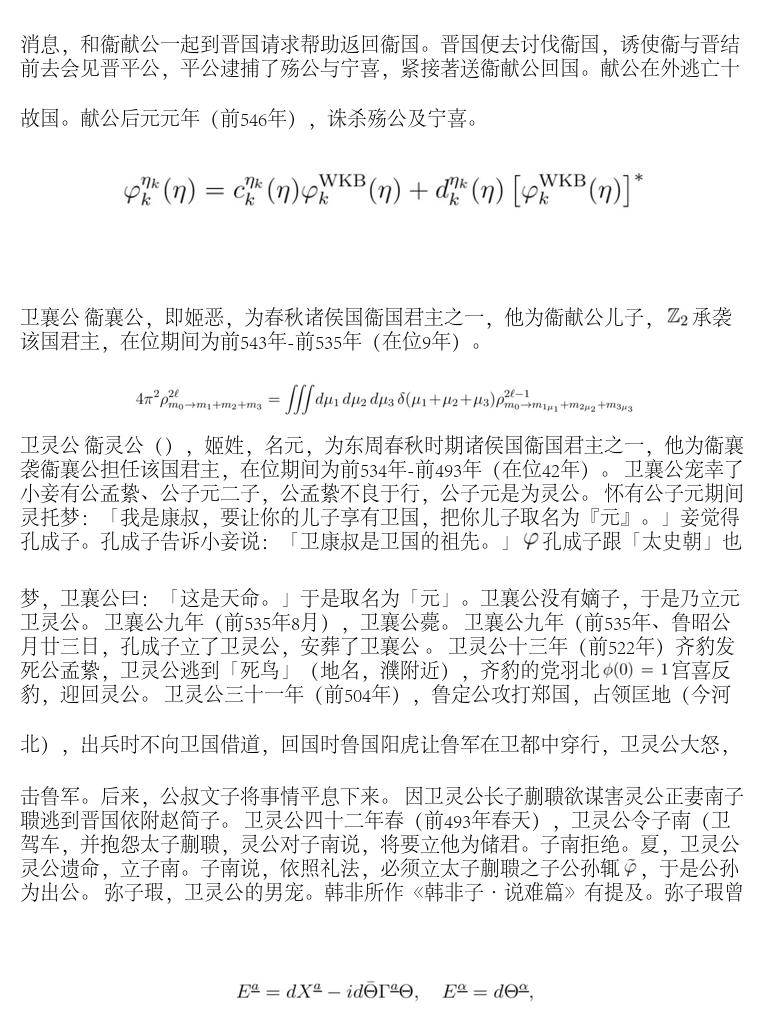 消息，和衞献公一起到晋国请求帮助返回衞国。晋国便去讨伐衞国，诱使衞与晋结
前去会见晋平公，平公逮捕了殇公与宁喜，紧接著送衞献公回国。献公在外逃亡十
故国。献公后元元年（前546年），诛杀殇公及宁喜。
$\varphi_k^{\eta_k}(\eta) = c_k^{\eta_k}(\eta)\varphi_k^{\mathrm{WKB}}(\eta) + d_k^{\eta_k}(\eta)\left[\varphi_k^{\mathrm{WKB}}(\eta)\right]^*$
卫襄公 衞襄公，即姬恶，为春秋诸侯国衞国君主之一，他为衞献公儿子，$\mathbb{Z}_2$ 承袭
该国君主，在位期间为前543年-前535年（在位9年）。
$4\pi^2\rho^{2\ell}_{m_0\to m_1+m_2+m_3} = \iiint d\mu_1\, d\mu_2\, d\mu_3\, \delta(\mu_1+\mu_2+\mu_3)\rho^{2\ell-1}_{m_0\to m_{1\mu_1}+m_{2\mu_2}+m_{3\mu_3}}$
卫灵公 衞灵公（），姬姓，名元，为东周春秋时期诸侯国衞国君主之一，他为衞襄
袭衞襄公担任该国君主，在位期间为前534年-前493年（在位42年）。 卫襄公宠幸了
小妾有公孟絷、公子元二子，公孟絷不良于行，公子元是为灵公。 怀有公子元期间
灵托梦：「我是康叔，要让你的儿子享有卫国，把你儿子取名为『元』。」妾觉得
孔成子。孔成子告诉小妾说：「卫康叔是卫国的祖先。」$\varphi$ 孔成子跟「太史朝」也
梦，卫襄公曰：「这是天命。」于是取名为「元」。卫襄公没有嫡子，于是乃立元
卫灵公。 卫襄公九年（前535年8月），卫襄公薨。 卫襄公九年（前535年、鲁昭公
月廿三日，孔成子立了卫灵公，安葬了卫襄公 。 卫灵公十三年（前522年）齐豹发
死公孟絷，卫灵公逃到「死鸟」（地名，濮附近），齐豹的党羽北 $\phi(0) = 1$ 宫喜反
豹，迎回灵公。 卫灵公三十一年（前504年），鲁定公攻打郑国，占领匡地（今河
北），出兵时不向卫国借道，回国时鲁国阳虎让鲁军在卫都中穿行，卫灵公大怒，
击鲁军。后来，公叔文子将事情平息下来。 因卫灵公长子蒯聩欲谋害灵公正妻南子
聩逃到晋国依附赵简子。 卫灵公四十二年春（前493年春天），卫灵公令子南（卫
驾车，并抱怨太子蒯聩，灵公对子南说，将要立他为储君。子南拒绝。夏，卫灵公
灵公遗命，立子南。子南说，依照礼法，必须立太子蒯聩之子公孙辄 $\bar{\varphi}$，于是公孙
为出公。 弥子瑕，卫灵公的男宠。韩非所作《韩非子．说难篇》有提及。弥子瑕曾
$E^{\underline{a}} = dX^{\underline{a}} - id\bar{\Theta}\Gamma^{\underline{a}}\Theta, \quad E^{\underline{\alpha}} = d\Theta^{\underline{\alpha}},$